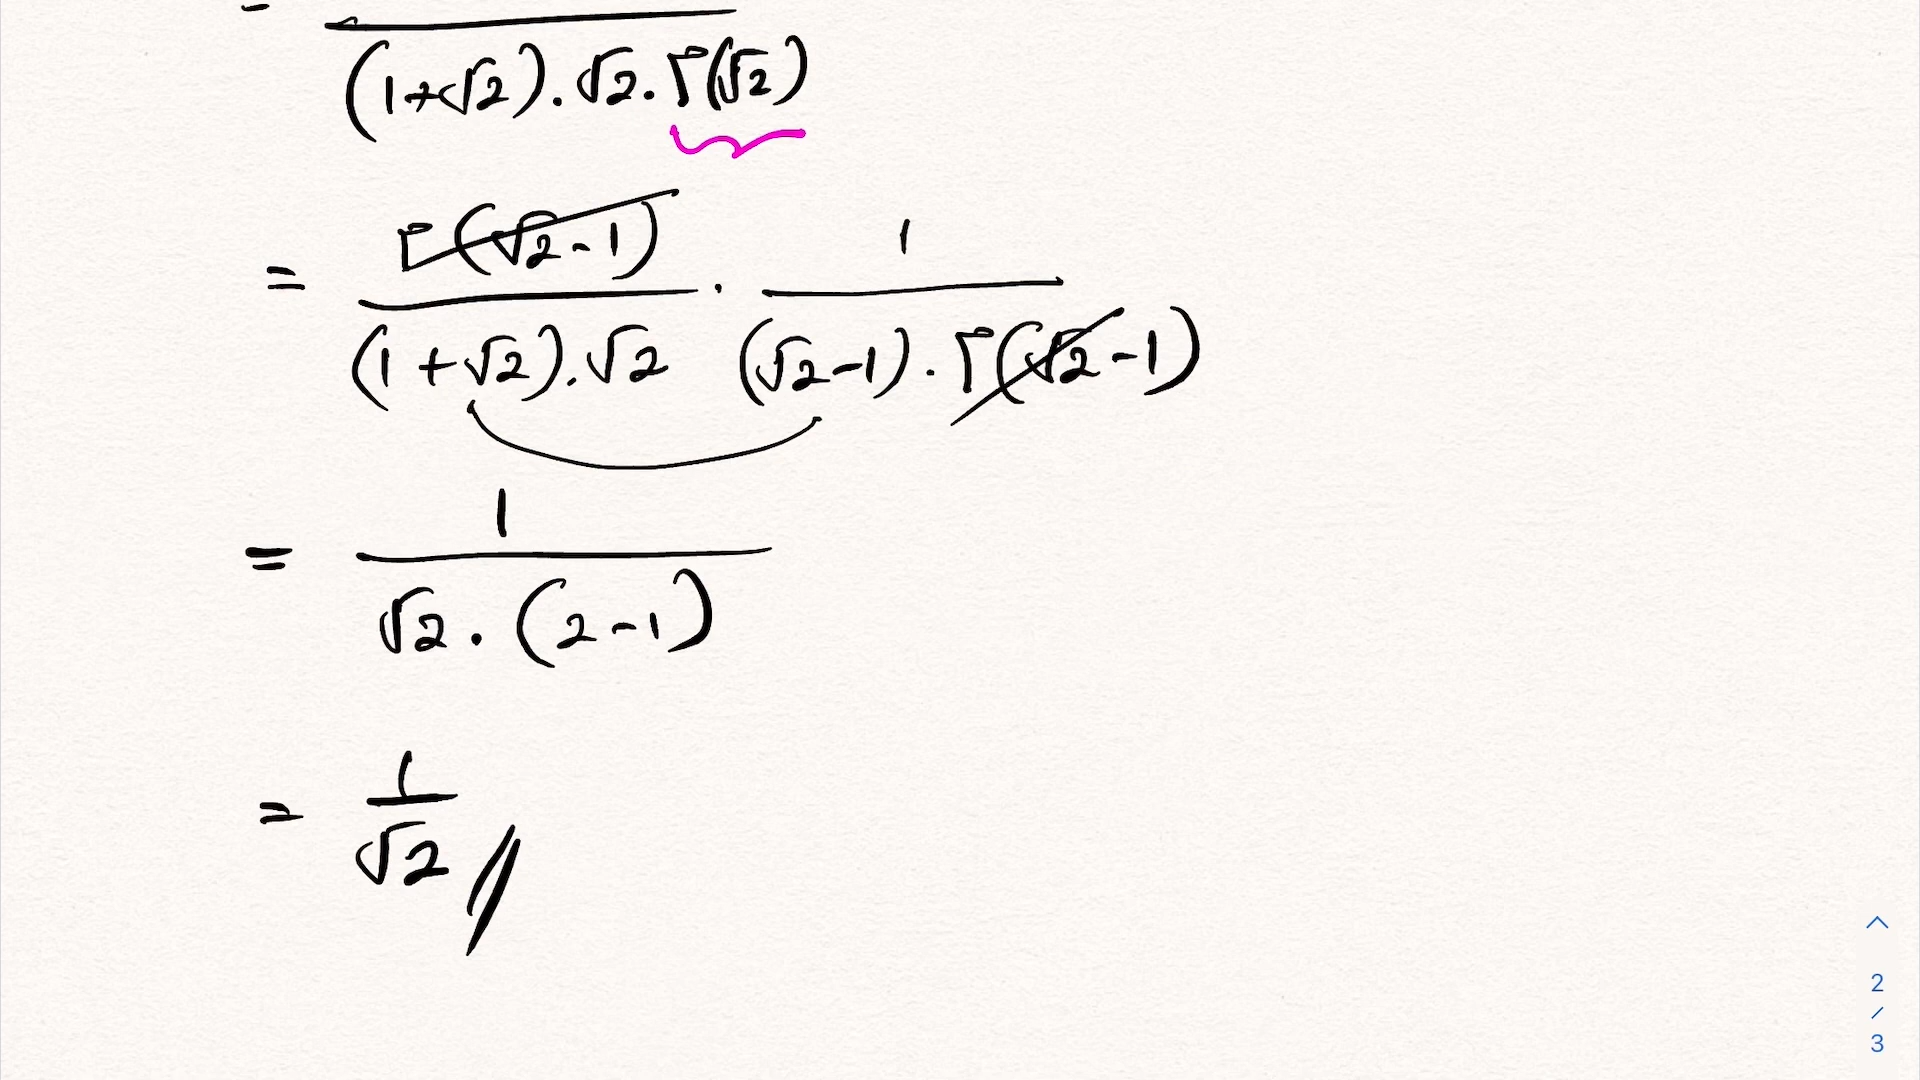 (1+√2).√2.Γ(√2)
= Γ(√2-1) / (1+√2).√2 . 1 / (√2-1).Γ(√2-1)
= 1 / √2.(2-1)
= 1/√2 //
2
/
3